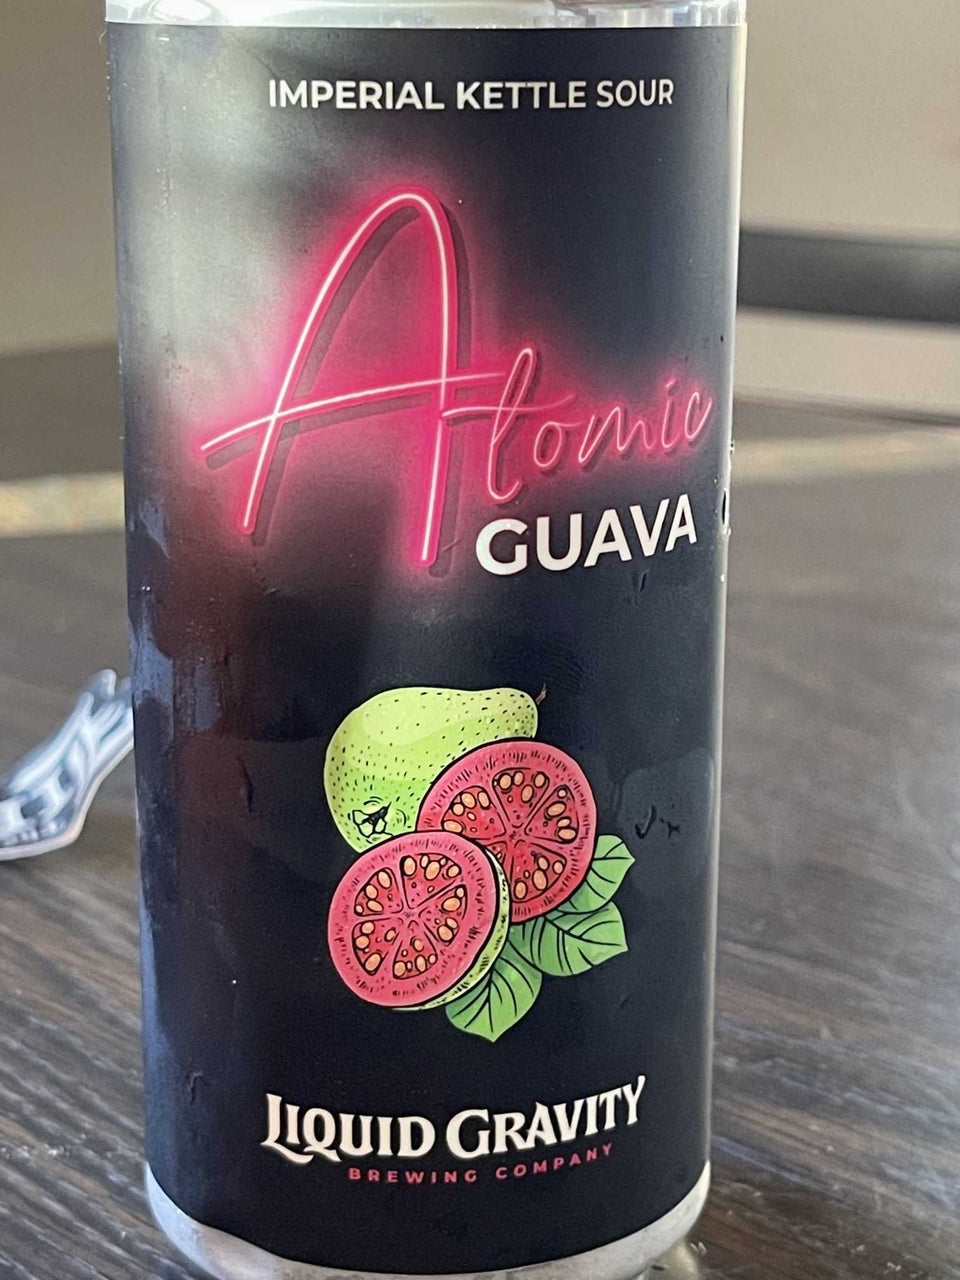 IMPERIAL KETTLE SOUR
Atomic
GUAVA
LIQUID GRAVITY
BREWING COMPANY